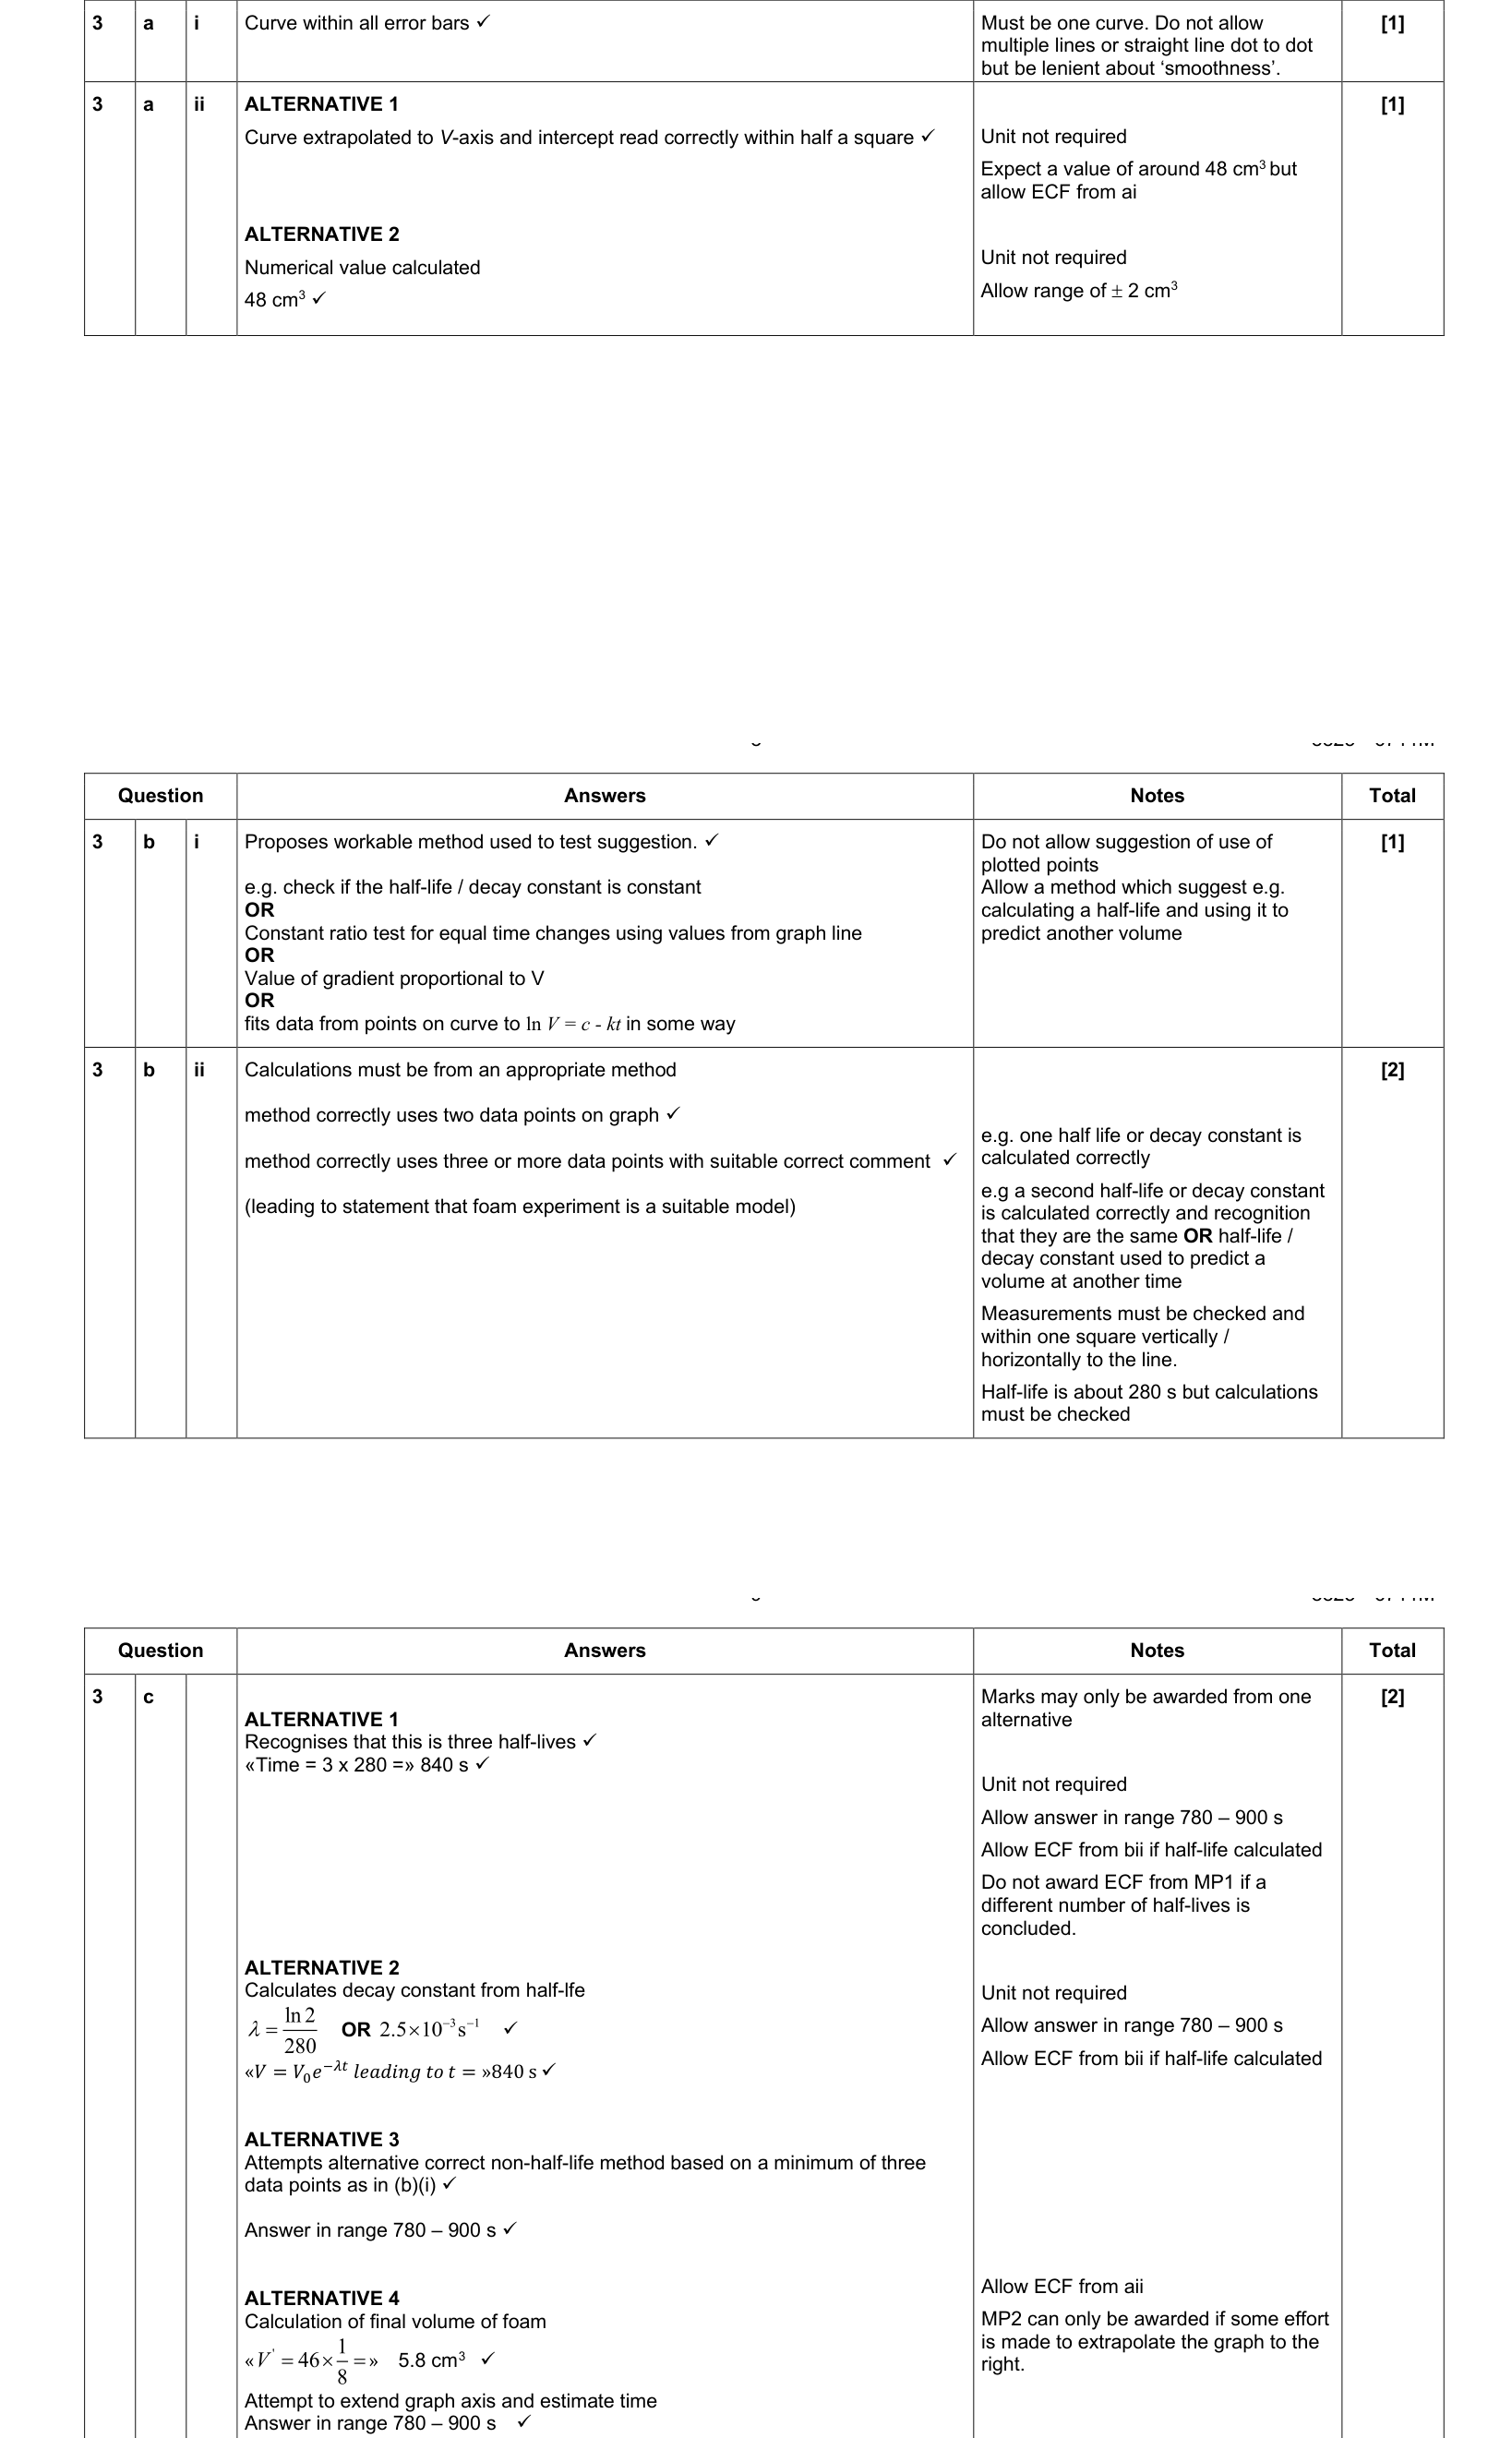 3 a i Curve within all error bars ✓ Must be one curve. Do not allow [1]
multiple lines or straight line dot to dot
but be lenient about ‘smoothness’.
3 a ii ALTERNATIVE 1 [1]
Curve extrapolated to V-axis and intercept read correctly within half a square ✓ Unit not required
Expect a value of around 48 cm³ but
allow ECF from ai
ALTERNATIVE 2
Numerical value calculated Unit not required
48 cm³ ✓ Allow range of ± 2 cm³
Question Answers Notes Total
3 b i Proposes workable method used to test suggestion. ✓ Do not allow suggestion of use of [1]
plotted points
e.g. check if the half-life / decay constant is constant Allow a method which suggest e.g.
OR calculating a half-life and using it to
Constant ratio test for equal time changes using values from graph line predict another volume
OR
Value of gradient proportional to V
OR
fits data from points on curve to ln V = c - kt in some way
3 b ii Calculations must be from an appropriate method [2]
method correctly uses two data points on graph ✓
e.g. one half life or decay constant is
calculated correctly
method correctly uses three or more data points with suitable correct comment ✓
e.g a second half-life or decay constant
(leading to statement that foam experiment is a suitable model) is calculated correctly and recognition
that they are the same OR half-life /
decay constant used to predict a
volume at another time
Measurements must be checked and
within one square vertically /
horizontally to the line.
Half-life is about 280 s but calculations
must be checked
Question Answers Notes Total
3 c Marks may only be awarded from one [2]
alternative
ALTERNATIVE 1
Recognises that this is three half-lives ✓
«Time = 3 x 280 =» 840 s ✓
Unit not required
Allow answer in range 780 – 900 s
Allow ECF from bii if half-life calculated
Do not award ECF from MP1 if a
different number of half-lives is
concluded.
ALTERNATIVE 2
Calculates decay constant from half-lfe Unit not required
λ = ln 2 / 280 OR 2.5×10⁻³ s⁻¹ ✓ Allow answer in range 780 – 900 s
«V = V₀e^−λt leading to t = »840 s ✓ Allow ECF from bii if half-life calculated
ALTERNATIVE 3
Attempts alternative correct non-half-life method based on a minimum of three
data points as in (b)(i) ✓
Answer in range 780 – 900 s ✓
ALTERNATIVE 4 Allow ECF from aii
Calculation of final volume of foam MP2 can only be awarded if some effort
is made to extrapolate the graph to the
«V' = 46 × 1/8 =» 5.8 cm³ ✓ right.
Attempt to extend graph axis and estimate time
Answer in range 780 – 900 s ✓